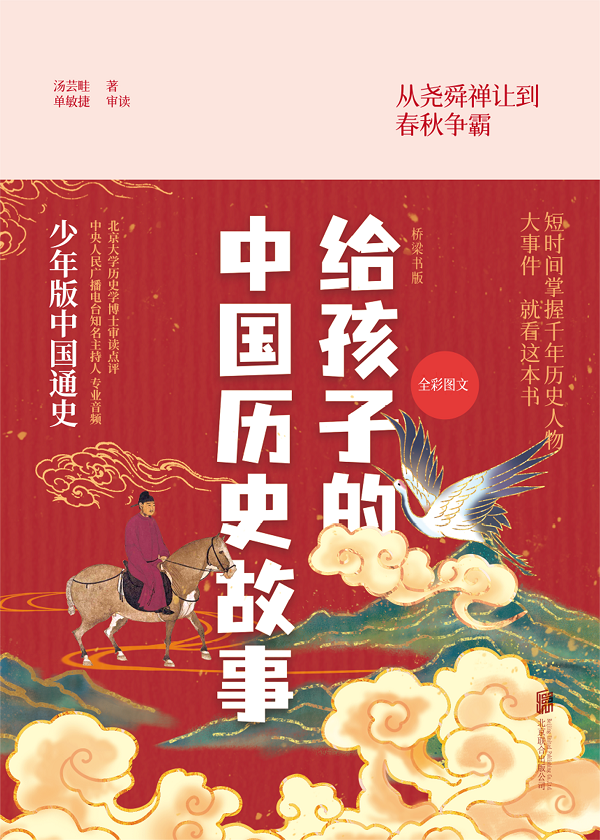 汤芸畦 著
单敏捷 审读
从尧舜禅让到
春秋争霸
短时间掌握千年历史人物
大事件 就看这本书
桥梁书版
给孩子的
中国历史故事
全彩图文
北京大学历史学博士审读点评
中央人民广播电台知名主持人 专业音频
少年版中国通史
北京联合出版公司
Beijing United Publishing Co.,Ltd.